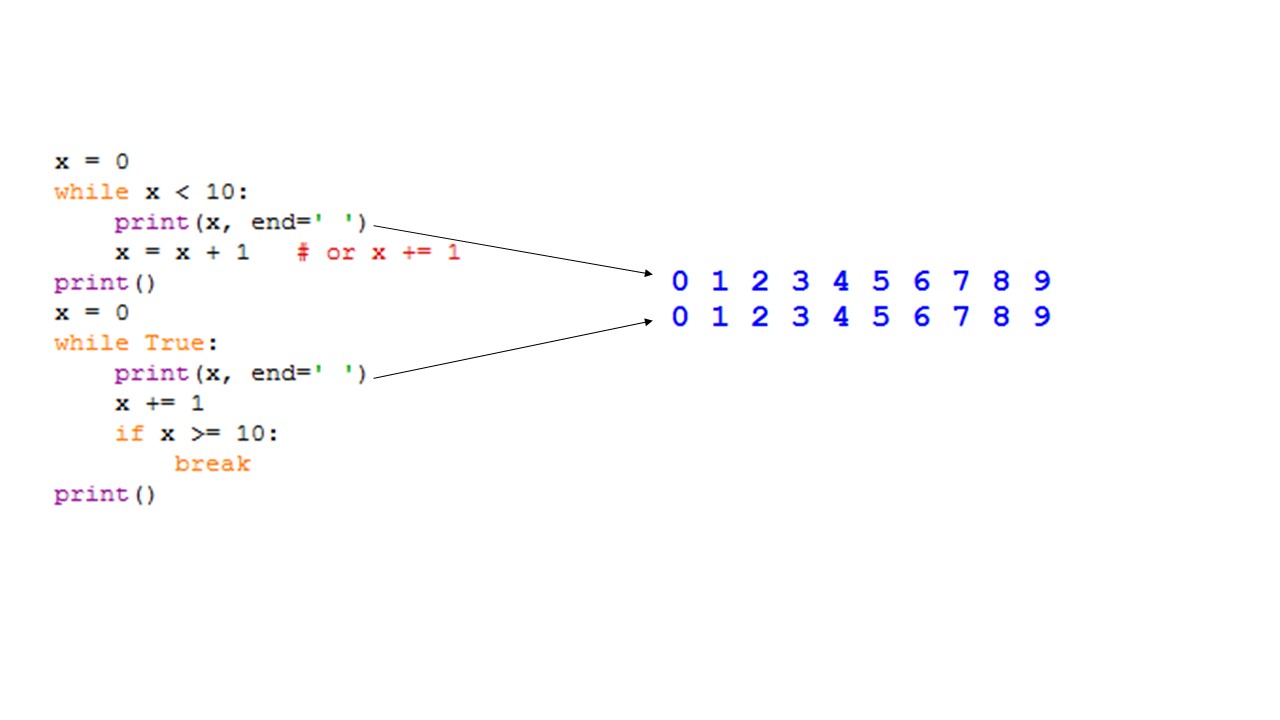 x = 0
while x < 10:
    print(x, end=' ')
    x = x + 1   # or x += 1
print()
x = 0
while True:
    print(x, end=' ')
    x += 1
    if x >= 10:
        break
print()
0 1 2 3 4 5 6 7 8 9
0 1 2 3 4 5 6 7 8 9